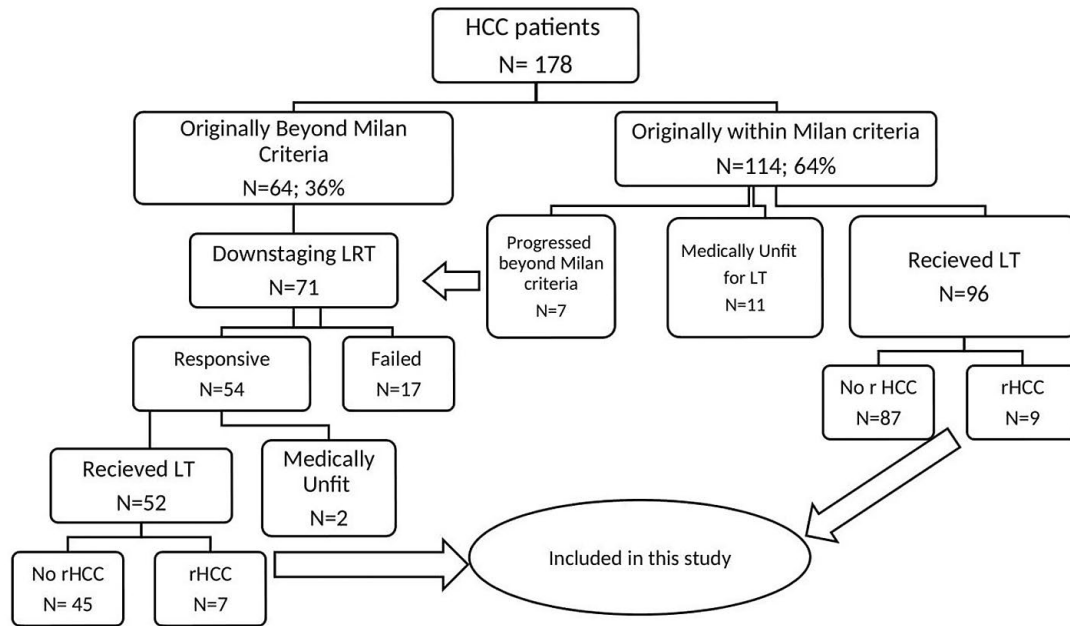 HCC patients
N= 178
Originally Beyond Milan
Criteria
N=64; 36%
Originally within Milan criteria
N=114; 64%
Downstaging LRT
N=71
Progressed
beyond Milan
criteria
N=7
Medically Unfit
for LT
N=11
Recieved LT
N=96
Responsive
N=54
Failed
N=17
No r HCC
N=87
rHCC
N=9
Recieved LT
N=52
Medically
Unfit
N=2
No rHCC
N= 45
rHCC
N=7
Included in this study